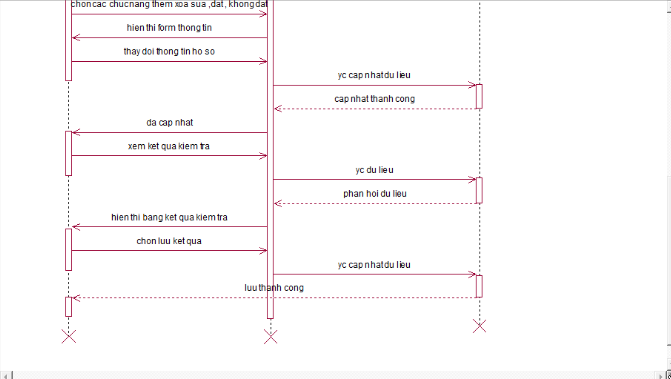 chon cac chuc nang them xoa sua ,dat, khong dat
hien thi form thong tin
thay doi thong tin ho so
yc cap nhat du lieu
cap nhat thanh cong
da cap nhat
xem ket qua kiem tra
yc du lieu
phan hoi du lieu
hien thi bang ket qua kiem tra
chon luu ket qua
yc cap nhat du lieu
luu thanh cong